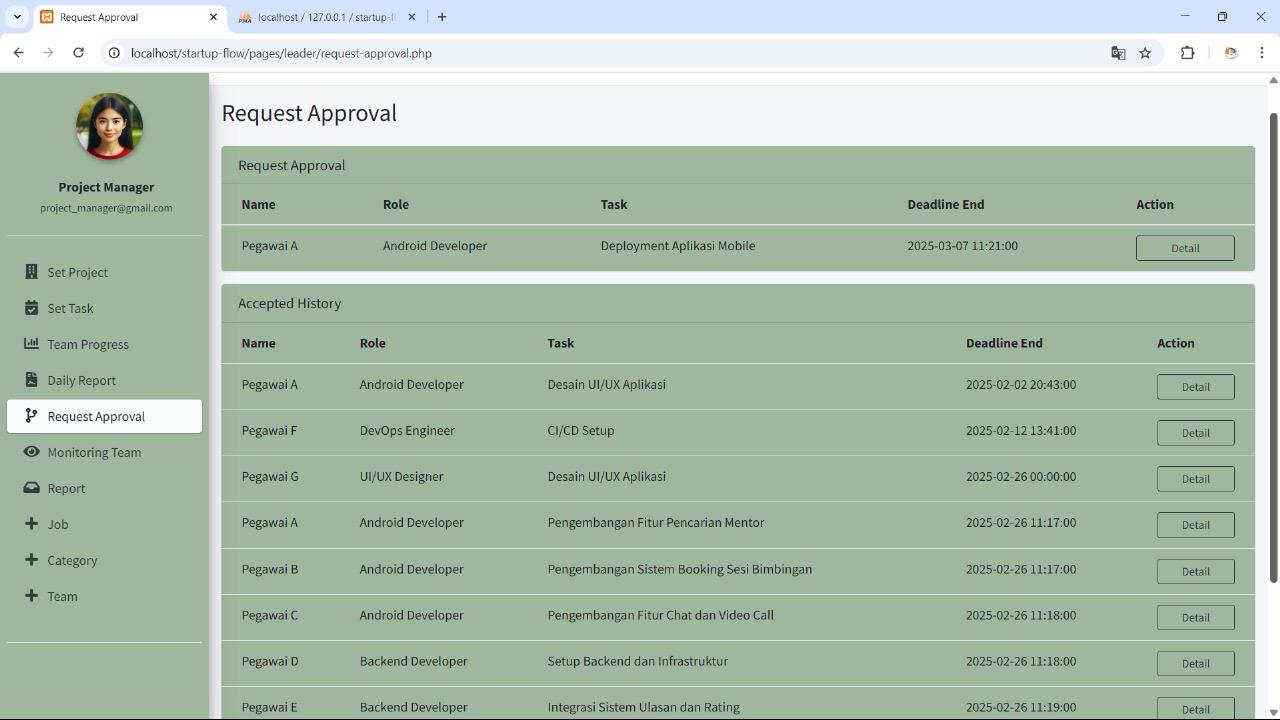 Request Approval
localhost / 127.0.0.1 / startup-fl
localhost/startup-flow/pages/leader/request-approval.php
Project Manager
project_manager@gmail.com
Set Project
Set Task
Team Progress
Daily Report
Request Approval
Monitoring Team
Report
Job
Category
Team
Request Approval
Request Approval
Name Role Task Deadline End Action
Pegawai A Android Developer Deployment Aplikasi Mobile 2025-03-07 11:21:00 Detail
Accepted History
Name Role Task Deadline End Action
Pegawai A Android Developer Desain UI/UX Aplikasi 2025-02-02 20:43:00 Detail
Pegawai F DevOps Engineer CI/CD Setup 2025-02-12 13:41:00 Detail
Pegawai G UI/UX Designer Desain UI/UX Aplikasi 2025-02-26 00:00:00 Detail
Pegawai A Android Developer Pengembangan Fitur Pencarian Mentor 2025-02-26 11:17:00 Detail
Pegawai B Android Developer Pengembangan Sistem Booking Sesi Bimbingan 2025-02-26 11:17:00 Detail
Pegawai C Android Developer Pengembangan Fitur Chat dan Video Call 2025-02-26 11:18:00 Detail
Pegawai D Backend Developer Setup Backend dan Infrastruktur 2025-02-26 11:18:00 Detail
Pegawai E Backend Developer Integrasi Sistem Ulasan dan Rating 2025-02-26 11:19:00 Detail